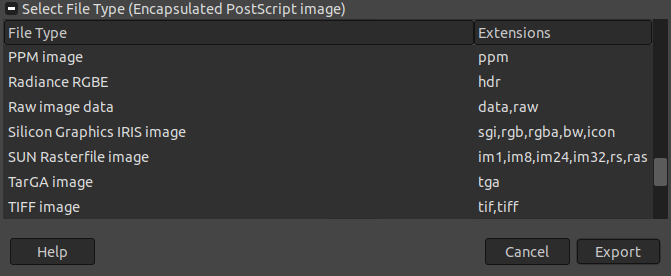 Select File Type (Encapsulated PostScript image)
File Type Extensions
PPM image ppm
Radiance RGBE hdr
Raw image data data,raw
Silicon Graphics IRIS image sgi,rgb,rgba,bw,icon
SUN Rasterfile image im1,im8,im24,im32,rs,ras
TarGA image tga
TIFF image tif,tiff
Help Cancel Export